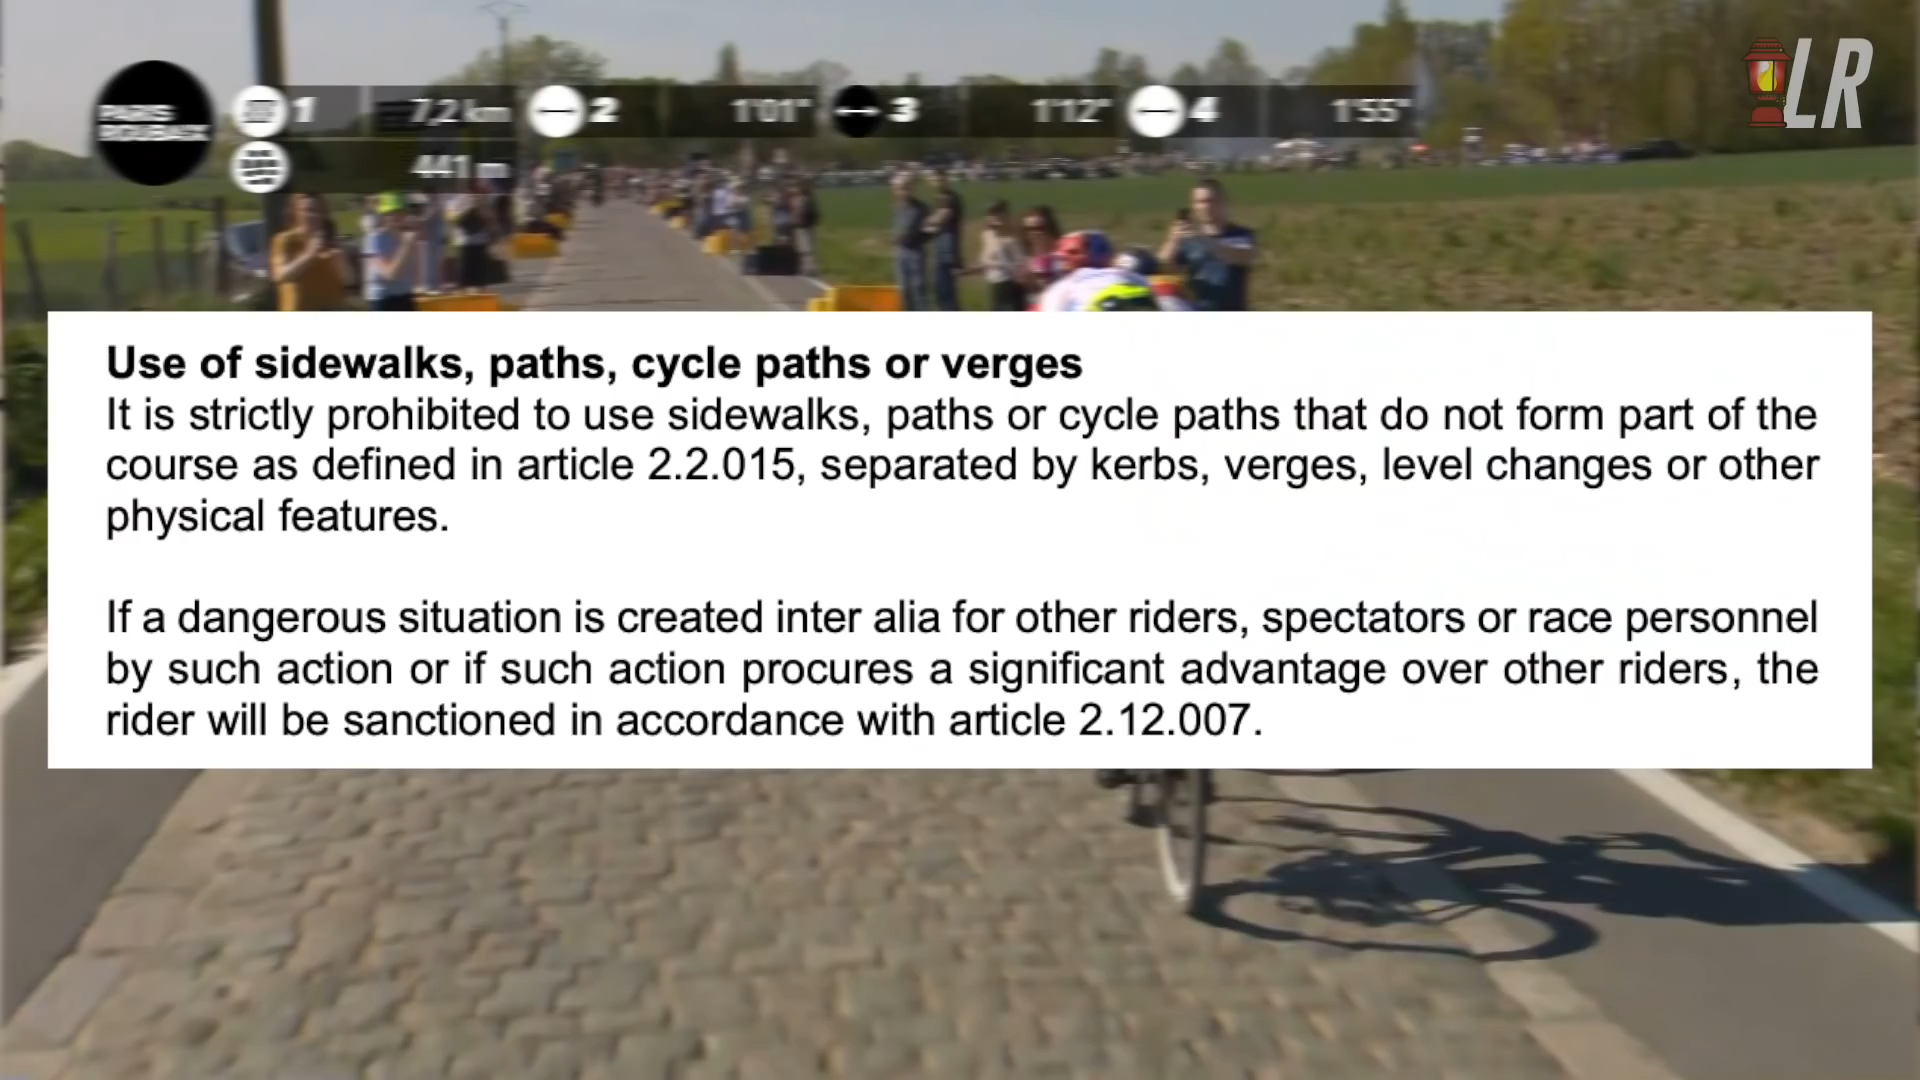 PARIS
ROUBAIX
1 7,2 km 2 1'01" 3 1'12" 4 1'55"
441 m
LR
Use of sidewalks, paths, cycle paths or verges
It is strictly prohibited to use sidewalks, paths or cycle paths that do not form part of the
course as defined in article 2.2.015, separated by kerbs, verges, level changes or other
physical features.
If a dangerous situation is created inter alia for other riders, spectators or race personnel
by such action or if such action procures a significant advantage over other riders, the
rider will be sanctioned in accordance with article 2.12.007.